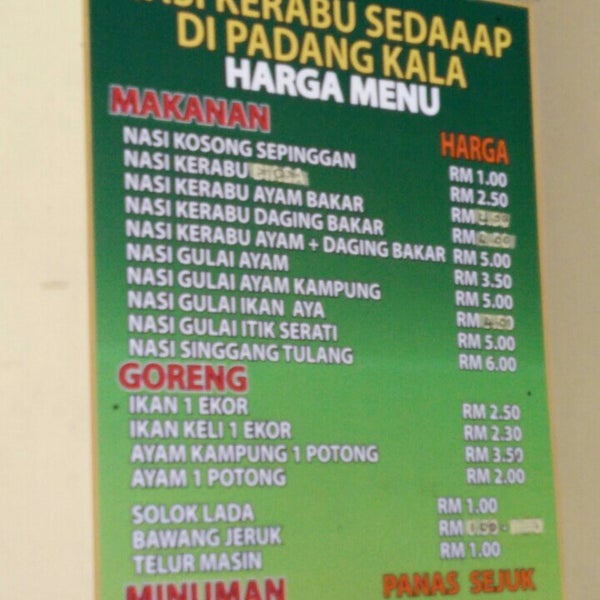 NASI KERABU SEDAAAP
DI PADANG KALA
HARGA MENU
MAKANAN HARGA
NASI KOSONG SEPINGGAN RM 1.00
NASI KERABU RM 2.50
NASI KERABU AYAM BAKAR RM
NASI KERABU DAGING BAKAR RM
NASI KERABU AYAM + DAGING BAKAR RM 5.00
NASI GULAI AYAM RM 3.50
NASI GULAI AYAM KAMPUNG RM 5.00
NASI GULAI IKAN AYA RM
NASI GULAI ITIK SERATI RM 5.00
NASI SINGGANG TULANG RM 6.00
GORENG
IKAN 1 EKOR RM 2.50
IKAN KELI 1 EKOR RM 2.30
AYAM KAMPUNG 1 POTONG RM 3.50
AYAM 1 POTONG RM 2.00
SOLOK LADA RM 1.00
BAWANG JERUK RM
TELUR MASIN RM 1.00
MINUMAN PANAS SEJUK